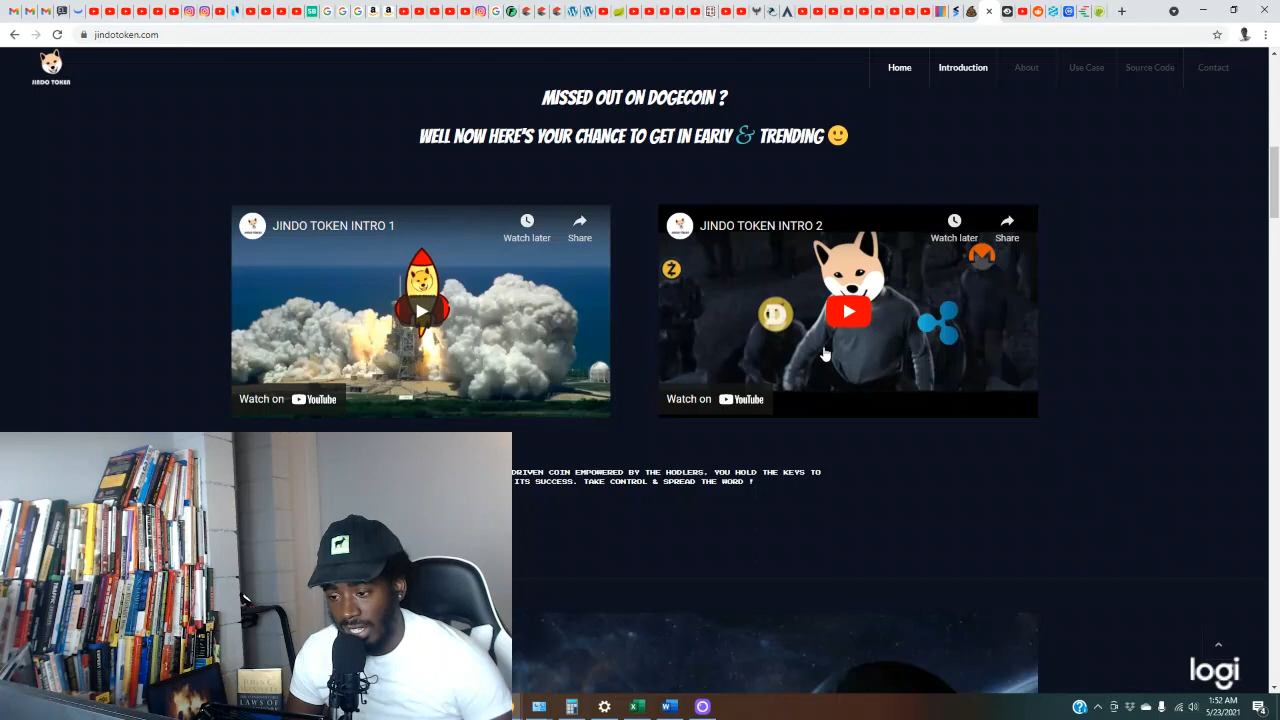 jindotoken.com
JINDO TOKEN
Home
Introduction
About
Use Case
Source Code
Contact
MISSED OUT ON DOGECOIN ?
WELL NOW HERE'S YOUR CHANCE TO GET IN EARLY & TRENDING 🙂
JINDO TOKEN INTRO 1
Watch later
Share
Watch on YouTube
JINDO TOKEN INTRO 2
Watch later
Share
Watch on YouTube
DRIVEN COIN EMPOWERED BY THE HODLERS. YOU HOLD THE KEYS TO
ITS SUCCESS. TAKE CONTROL & SPREAD THE WORD !
LAWS OF
logi
1:52 AM
5/23/2021